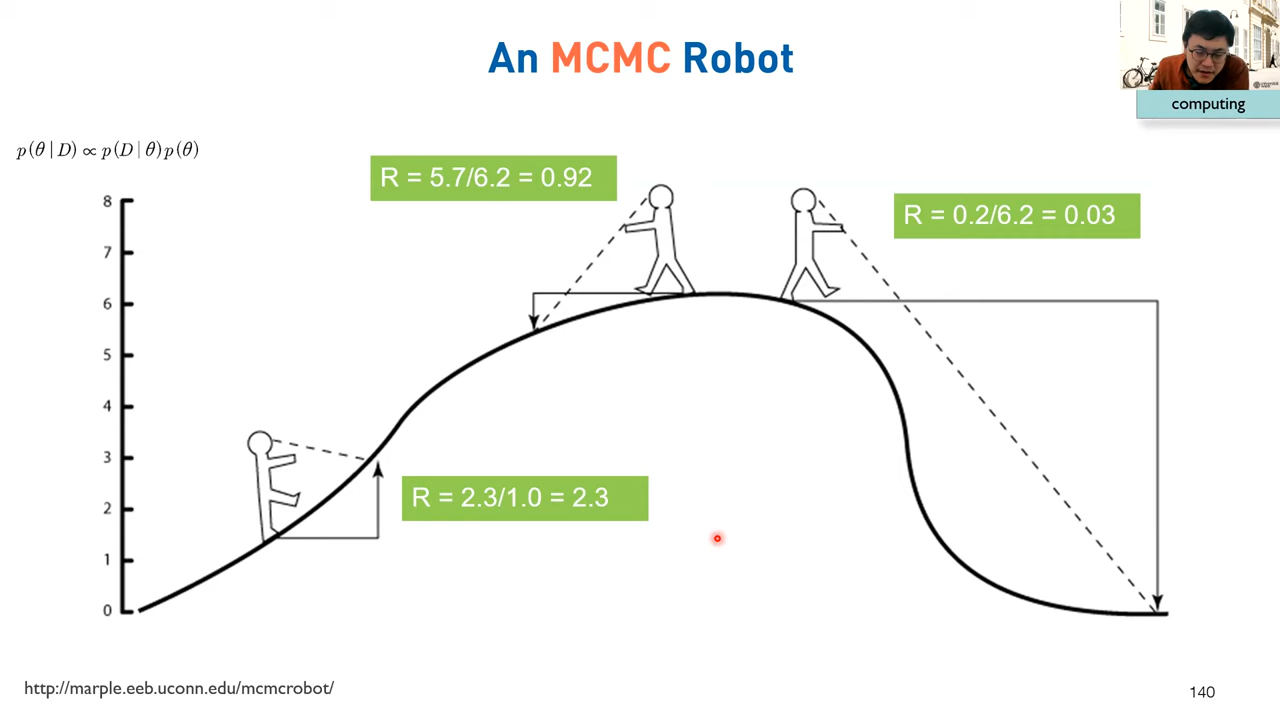 An MCMC Robot
computing
p(θ | D) ∝ p(D | θ)p(θ)
R = 5.7/6.2 = 0.92
R = 0.2/6.2 = 0.03
8
7
6
5
4
3
2
1
0
R = 2.3/1.0 = 2.3
http://marple.eeb.uconn.edu/mcmcrobot/
140